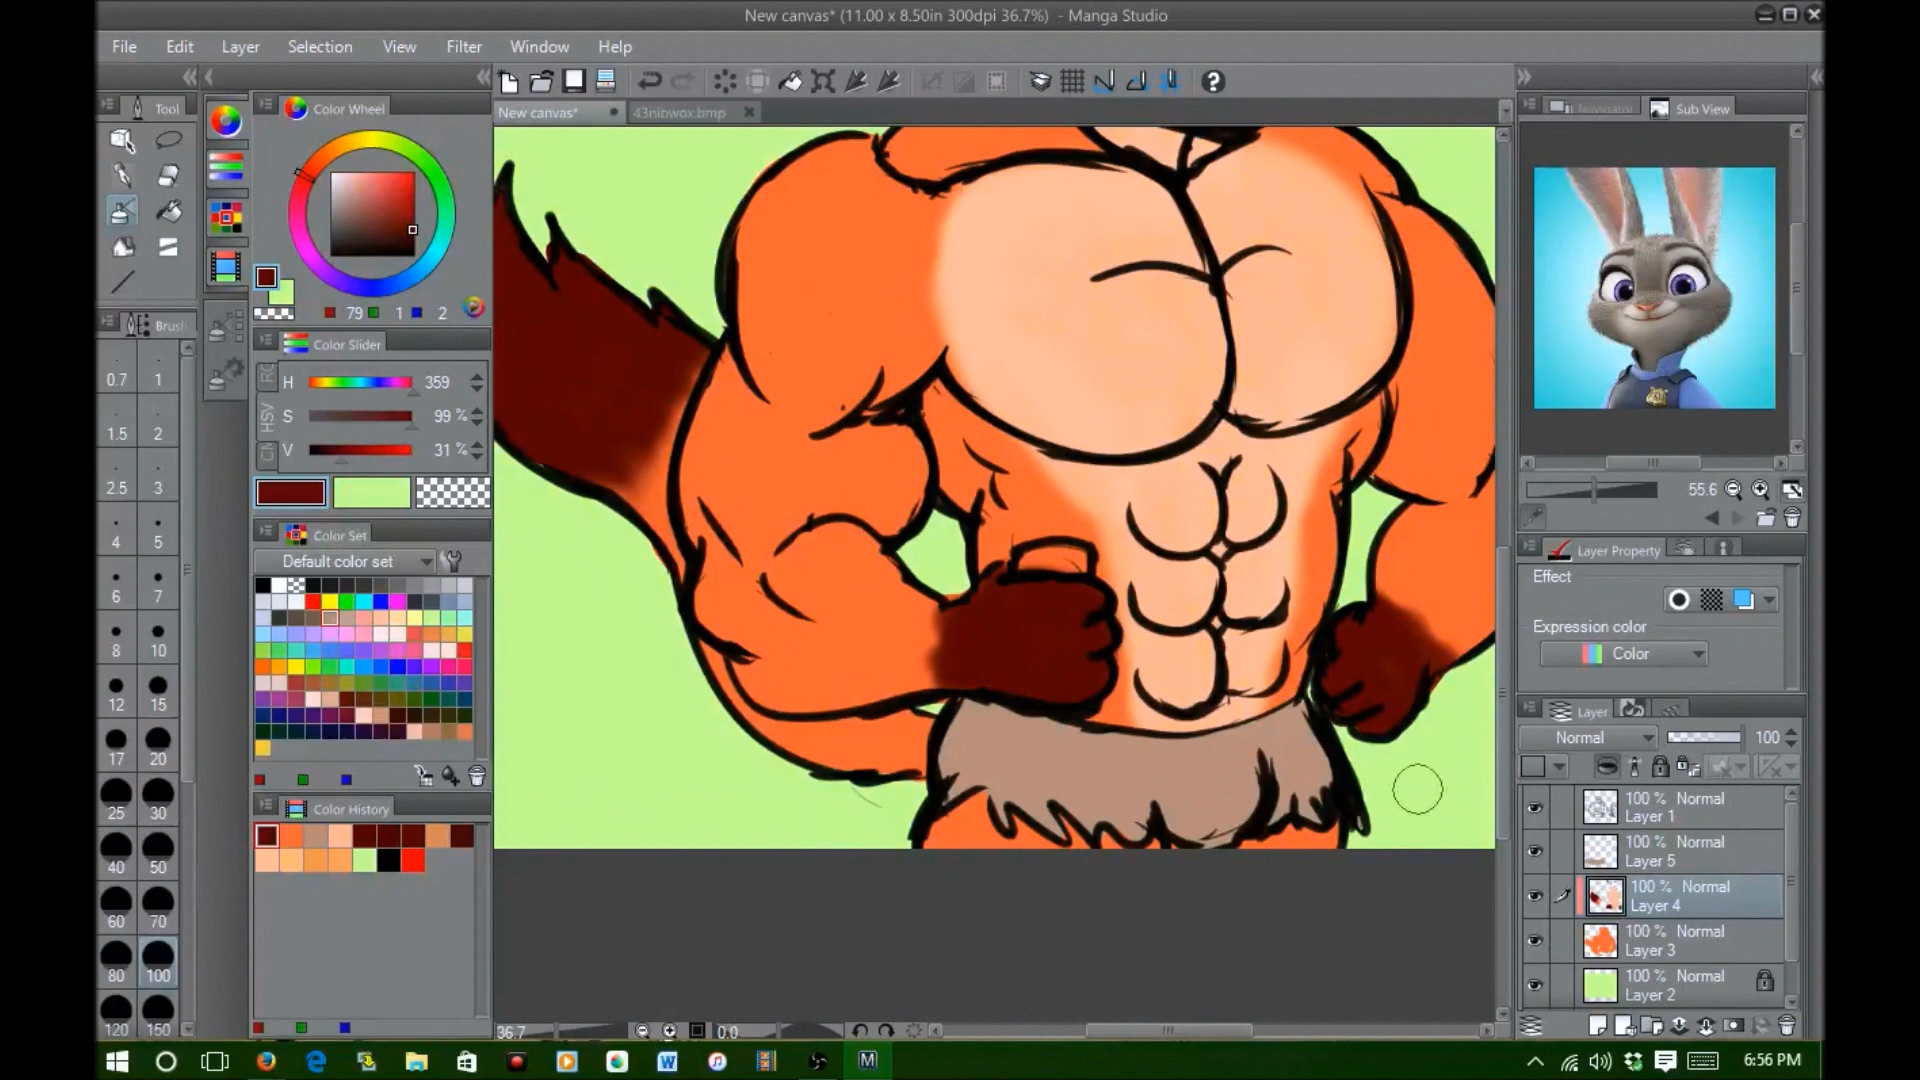 New canvas* (11.00 x 8.50in 300dpi 36.7%) - Manga Studio
File Edit Layer Selection View Filter Window Help
Tool
Color Wheel
New canvas*
43nibwox.bmp
Navigator
Sub View
79 1 2
Brush
Color Slider
HSV
H 359
S 99 %
V 31 %
0.7 1
1.5 2
2.5 3
4 5
6 7
8 10
12 15
17 20
25 30
40 50
60 70
80 100
120 150
Color Set
Default color set
Color History
55.6
Layer Property
Effect
Expression color
Color
Layer
Normal 100
100 % Normal
Layer 1
100 % Normal
Layer 5
100 % Normal
Layer 4
100 % Normal
Layer 3
100 % Normal
Layer 2
36.7 0.0
6:56 PM